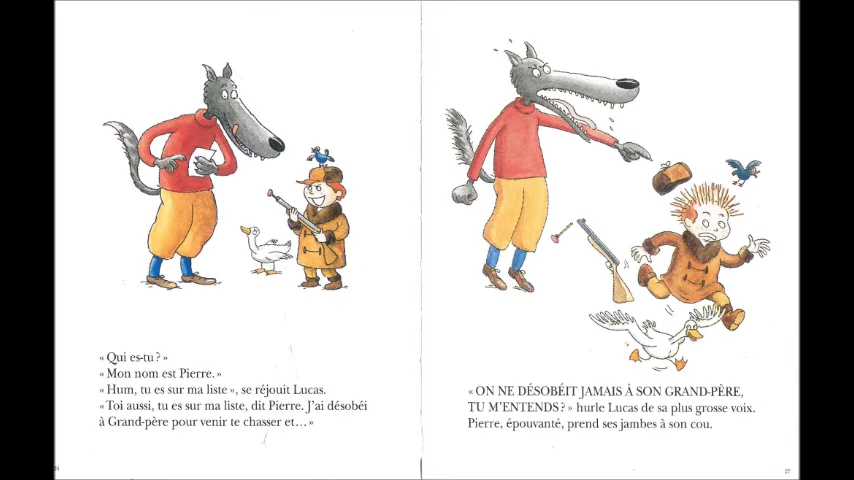 « Qui es-tu ? »
« Mon nom est Pierre. »
« Hum, tu es sur ma liste », se réjouit Lucas.
« Toi aussi, tu es sur ma liste, dit Pierre. J'ai désobéi
à Grand-père pour venir te chasser et… »
« ON NE DÉSOBÉIT JAMAIS À SON GRAND-PÈRE,
TU M'ENTENDS ? » hurle Lucas de sa plus grosse voix.
Pierre, épouvanté, prend ses jambes à son cou.
27